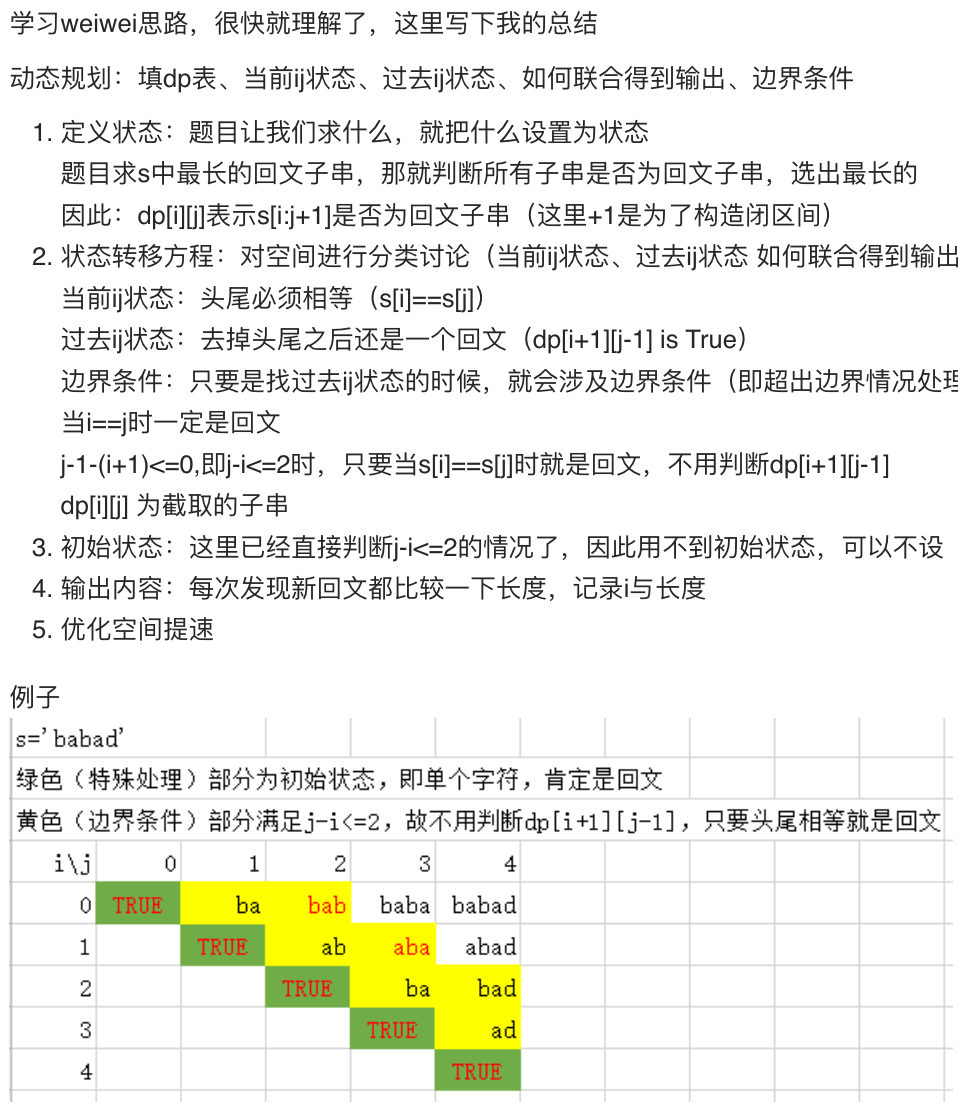 学习weiwei思路，很快就理解了，这里写下我的总结
动态规划：填dp表、当前ij状态、过去ij状态、如何联合得到输出、边界条件
1. 定义状态：题目让我们求什么，就把什么设置为状态
题目求s中最长的回文子串，那就判断所有子串是否为回文子串，选出最长的
因此：dp[i][j]表示s[i:j+1]是否为回文子串（这里+1是为了构造闭区间）
2. 状态转移方程：对空间进行分类讨论（当前ij状态、过去ij状态 如何联合得到输出
当前ij状态：头尾必须相等（s[i]==s[j]）
过去ij状态：去掉头尾之后还是一个回文（dp[i+1][j-1] is True）
边界条件：只要是找过去ij状态的时候，就会涉及边界条件（即超出边界情况处理
当i==j时一定是回文
j-1-(i+1)<=0,即j-i<=2时，只要当s[i]==s[j]时就是回文，不用判断dp[i+1][j-1]
dp[i][j] 为截取的子串
3. 初始状态：这里已经直接判断j-i<=2的情况了，因此用不到初始状态，可以不设
4. 输出内容：每次发现新回文都比较一下长度，记录i与长度
5. 优化空间提速
例子
s='babad'
绿色（特殊处理）部分为初始状态，即单个字符，肯定是回文
黄色（边界条件）部分满足j-i<=2，故不用判断dp[i+1][j-1]，只要头尾相等就是回文
i\j 0 1 2 3 4
0 TRUE ba bab baba babad
1 TRUE ab aba abad
2 TRUE ba bad
3 TRUE ad
4 TRUE